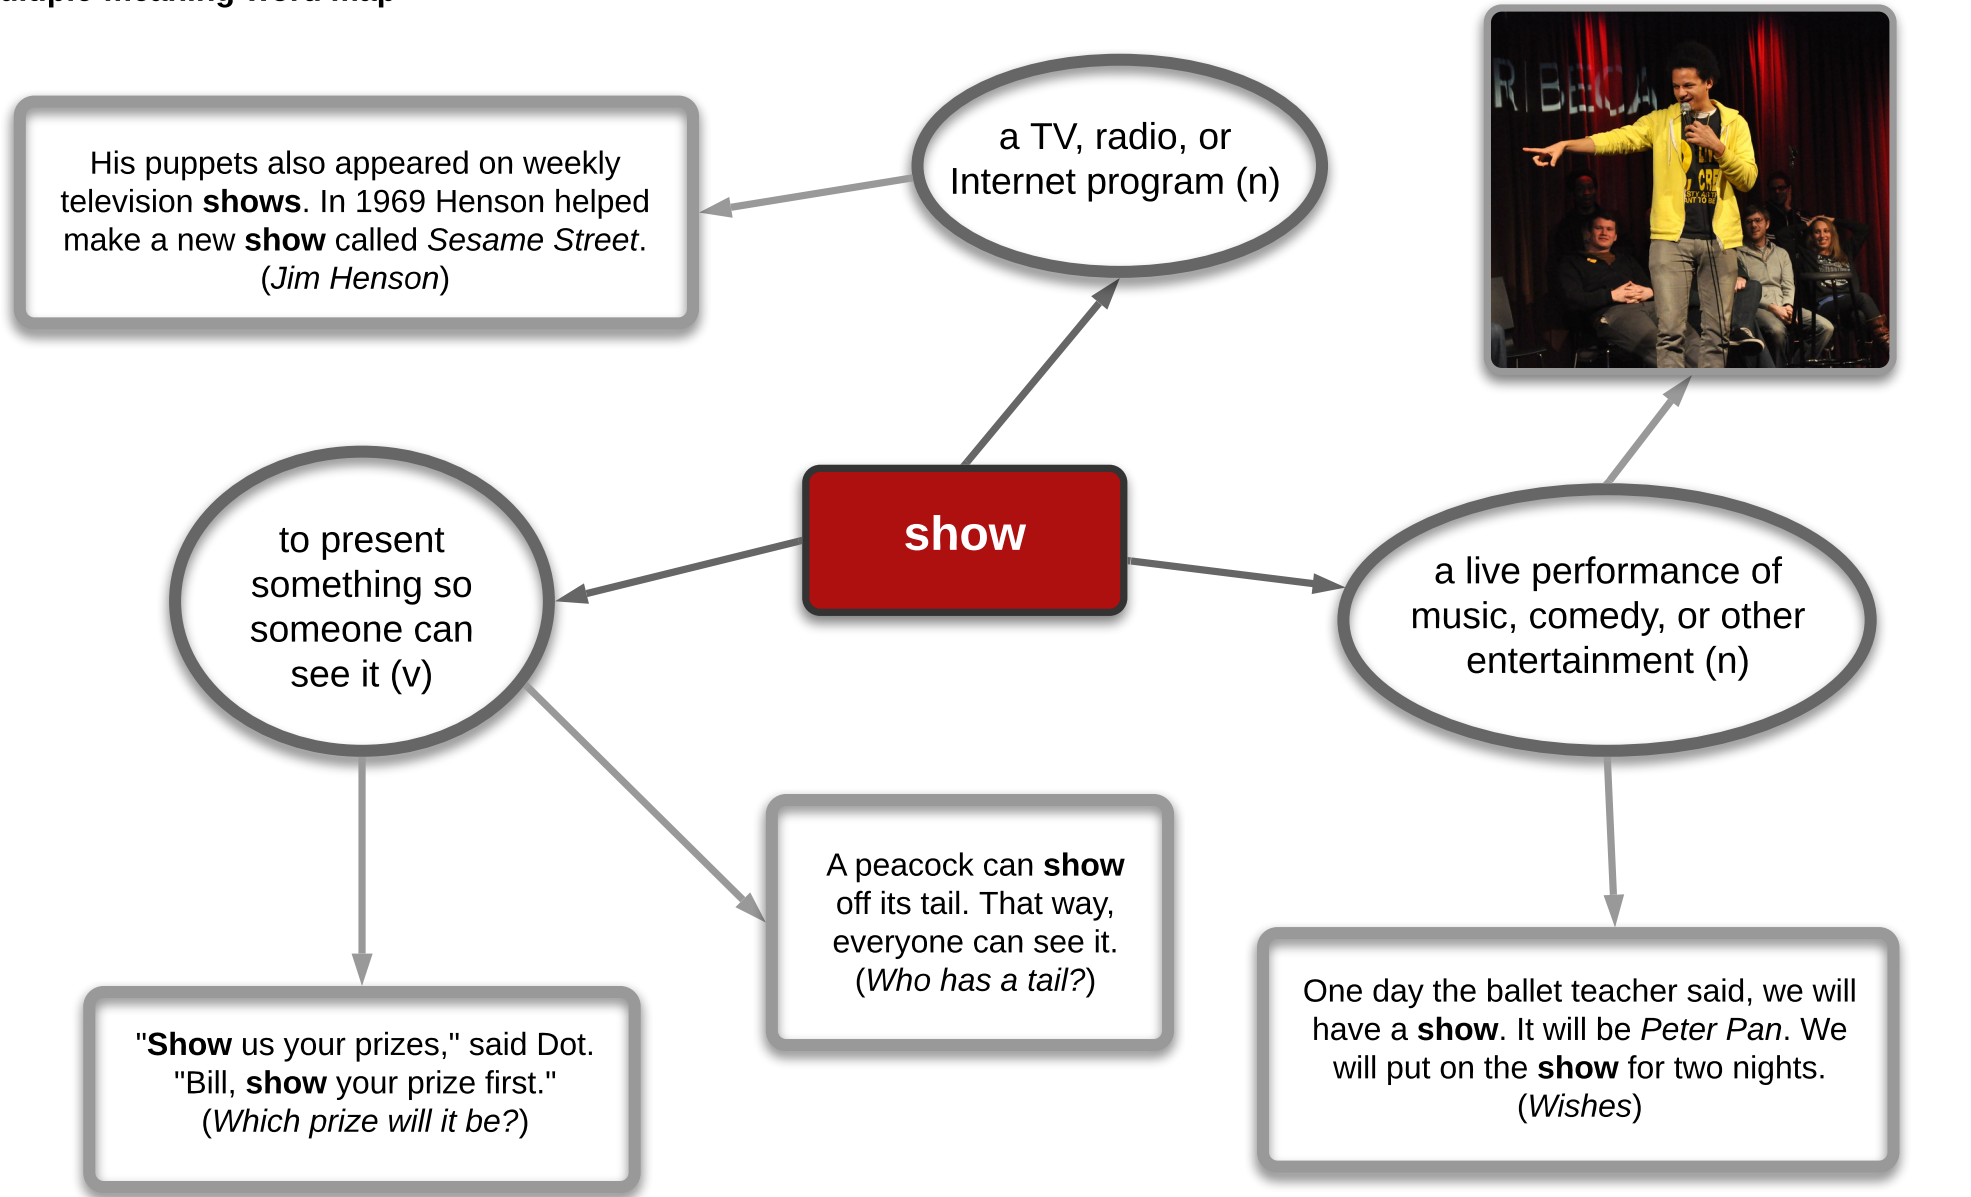 Multiple Meaning Word Map
His puppets also appeared on weekly
television shows. In 1969 Henson helped
make a new show called Sesame Street.
(Jim Henson)
a TV, radio, or
Internet program (n)
RIBECA
show
to present
something so
someone can
see it (v)
a live performance of
music, comedy, or other
entertainment (n)
A peacock can show
off its tail. That way,
everyone can see it.
(Who has a tail?)
"Show us your prizes," said Dot.
"Bill, show your prize first."
(Which prize will it be?)
One day the ballet teacher said, we will
have a show. It will be Peter Pan. We
will put on the show for two nights.
(Wishes)